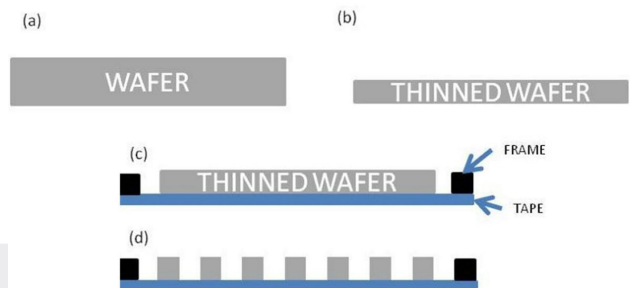 (a)
(b)
WAFER
THINNED WAFER
(c)
FRAME
THINNED WAFER
TAPE
(d)